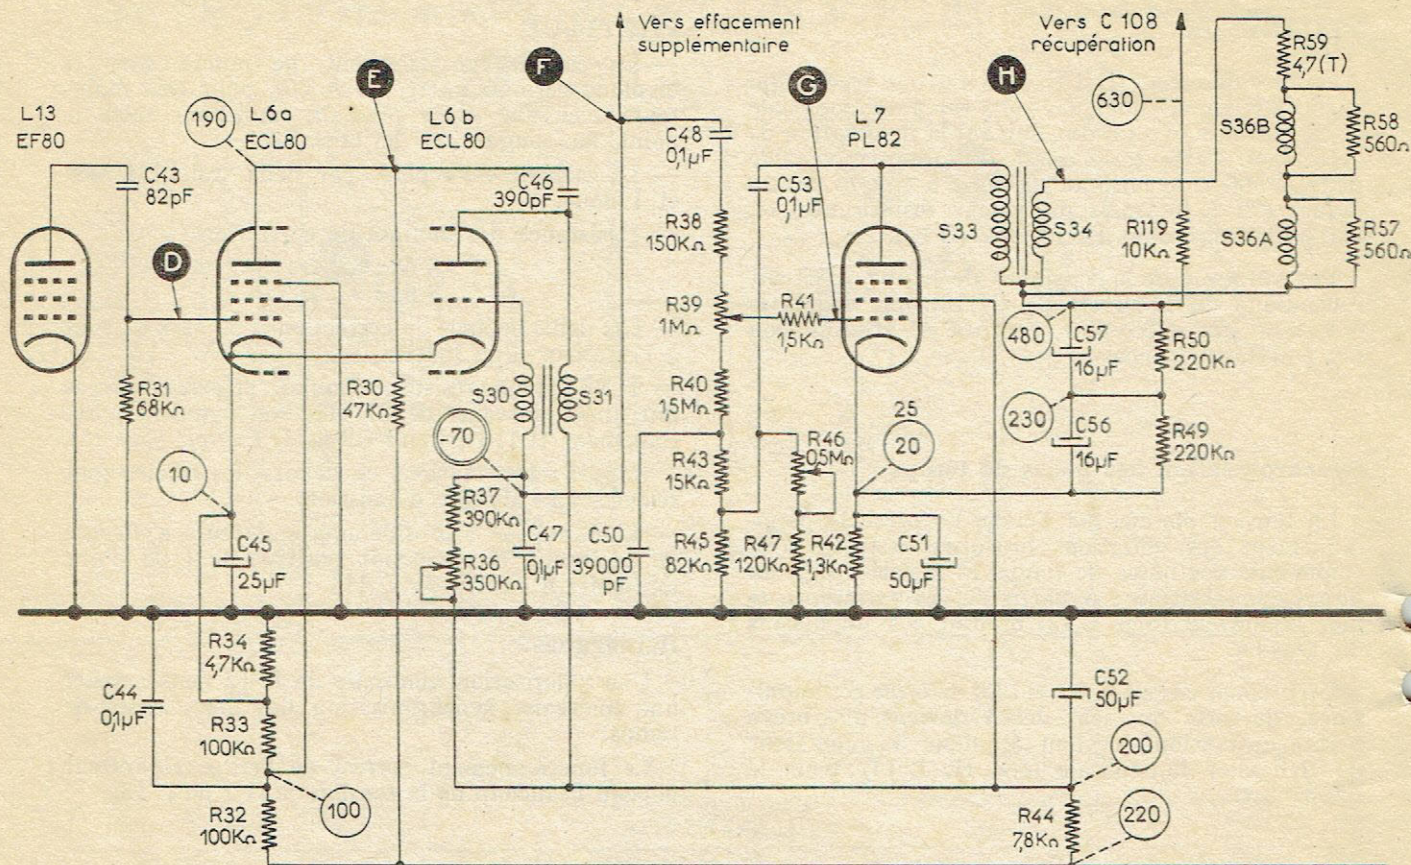 Vers effacement
supplémentaire
Vers C 108
récupération
F
E
G
H
D
L13
EF80
190
L6a
ECL80
L6b
ECL80
C43
82pF
C46
390pF
C48
0,1µF
L7
PL82
C53
0,1µF
630
R59
4,7(T)
S36B
R58
560Ω
S36A
R57
560Ω
R119
10KΩ
S33
S34
R38
150KΩ
R39
1MΩ
R41
1,5KΩ
R31
68KΩ
R30
47KΩ
S30
S31
R40
1,5MΩ
480
C57
16µF
R50
220KΩ
230
C56
16µF
R49
220KΩ
-70
25
20
R46
0,5MΩ
10
R37
390KΩ
R43
15KΩ
C45
25µF
R36
350KΩ
C47
0,1µF
C50
39000
pF
R45
82KΩ
R47
120KΩ
R42
1,3KΩ
C51
50µF
R34
4,7KΩ
C44
0,1µF
R33
100KΩ
C52
50µF
100
200
R32
100KΩ
R44
7,8KΩ
220